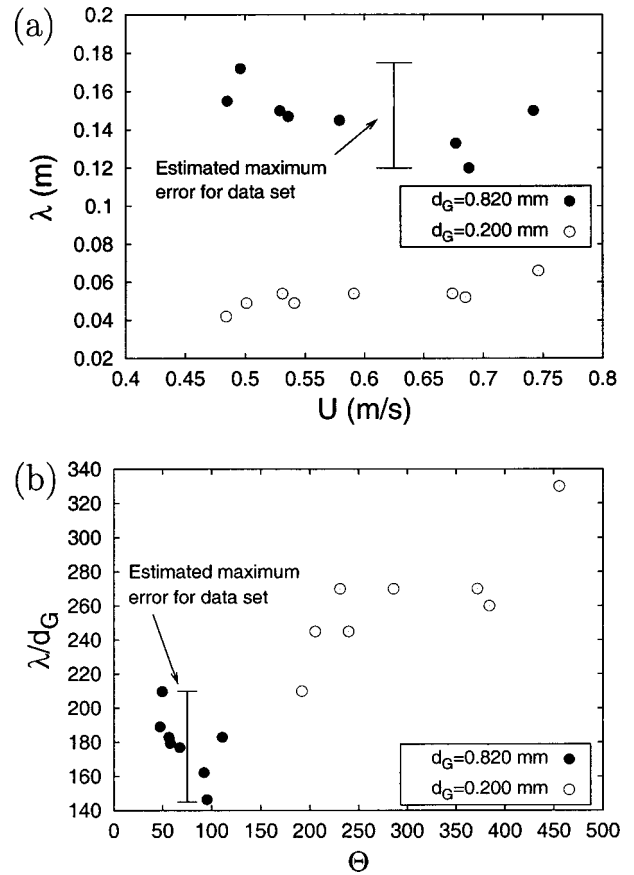 (a)
0.2
0.18
0.16
0.14
0.12
0.1
0.08
0.06
0.04
0.02
λ (m)
Estimated maximum
error for data set
d_G=0.820 mm
d_G=0.200 mm
0.4 0.45 0.5 0.55 0.6 0.65 0.7 0.75 0.8
U (m/s)
(b)
340
320
300
280
260
240
220
200
180
160
140
λ/d_G
Estimated maximum
error for data set
d_G=0.820 mm
d_G=0.200 mm
0 50 100 150 200 250 300 350 400 450 500
Θ